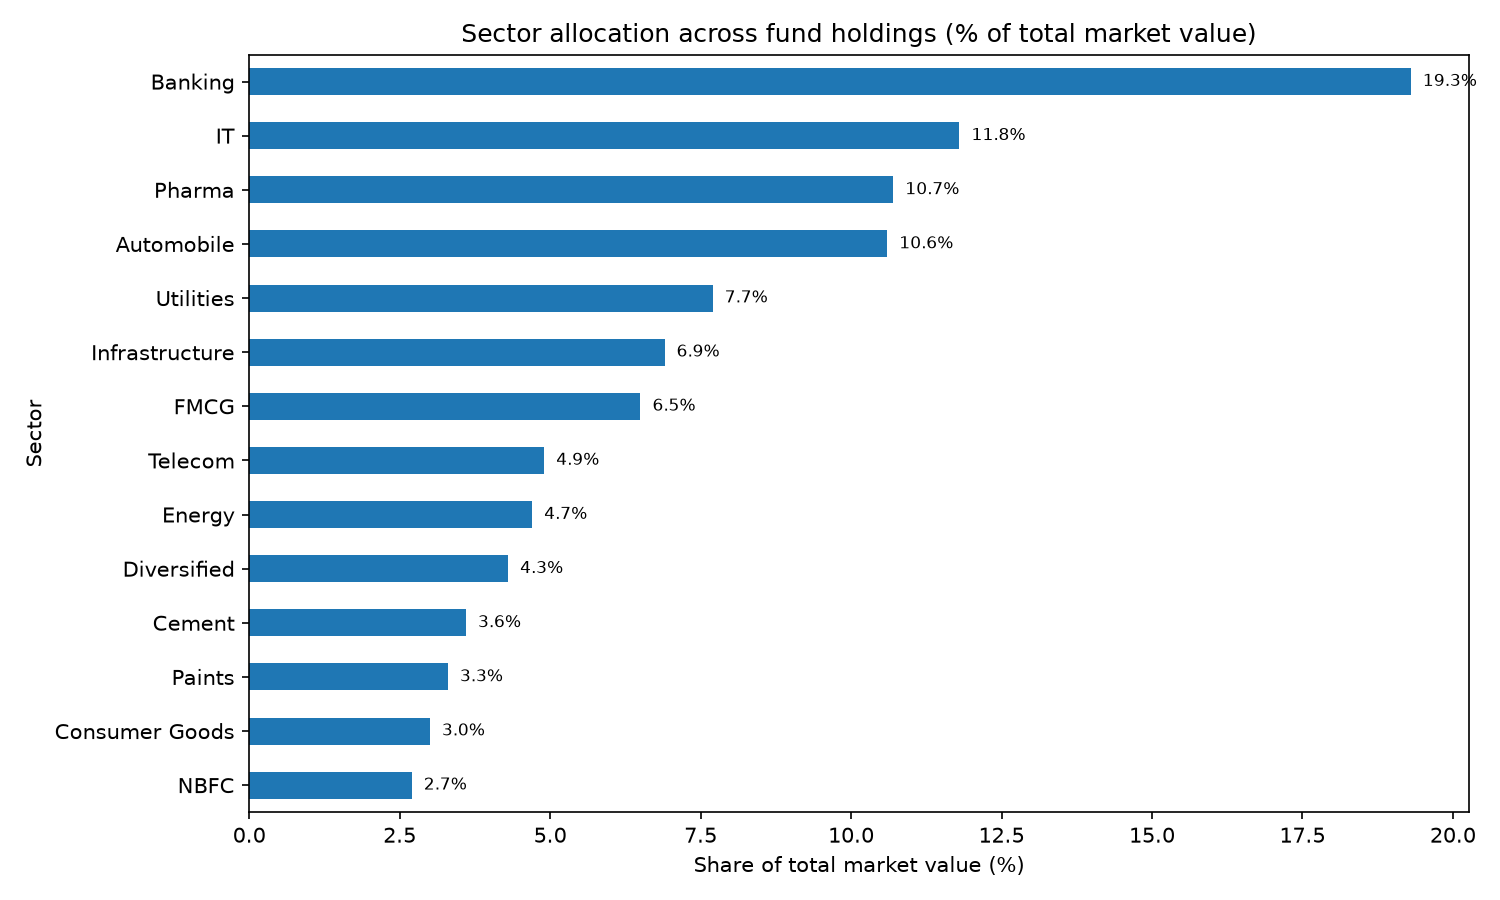 Sector allocation across fund holdings (% of total market value)
Banking 19.3%
IT 11.8%
Pharma 10.7%
Automobile 10.6%
Utilities 7.7%
Infrastructure 6.9%
FMCG 6.5%
Telecom 4.9%
Energy 4.7%
Diversified 4.3%
Cement 3.6%
Paints 3.3%
Consumer Goods 3.0%
NBFC 2.7%
Sector
0.0 2.5 5.0 7.5 10.0 12.5 15.0 17.5 20.0
Share of total market value (%)